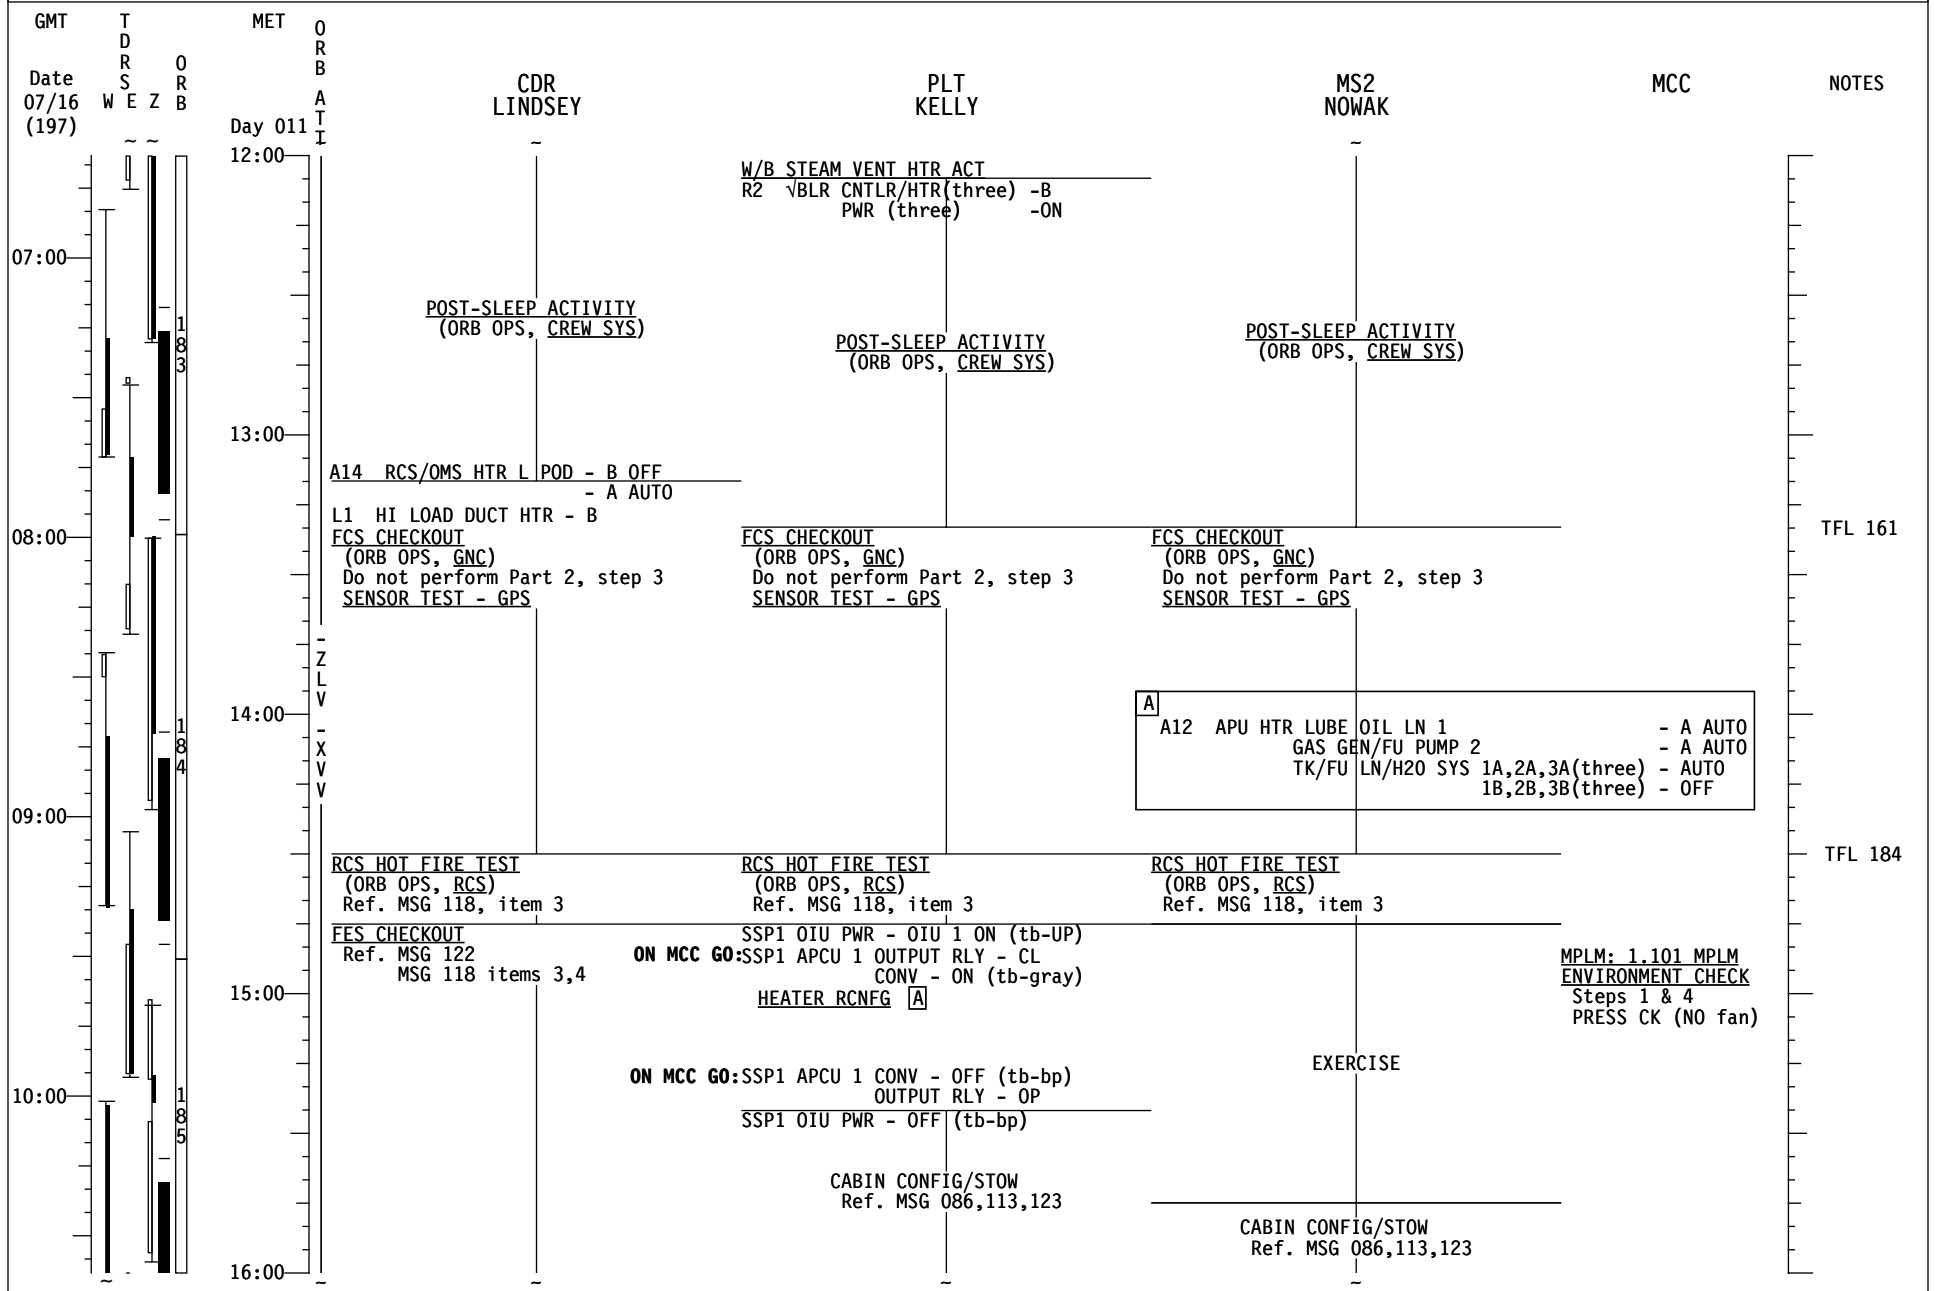 GMT
TDRS
MET
ORB ATT
Date
07/16
(197)
W E Z
ORB
Day 011
CDR
LINDSEY
PLT
KELLY
MS2
NOWAK
MCC
NOTES
~ ~ ~ ~ ~
12:00
W/B STEAM VENT HTR ACT
R2 √BLR CNTLR/HTR(three) -B
PWR (three) -ON
07:00
183
POST-SLEEP ACTIVITY
(ORB OPS, CREW SYS)
POST-SLEEP ACTIVITY
(ORB OPS, CREW SYS)
POST-SLEEP ACTIVITY
(ORB OPS, CREW SYS)
13:00
A14 RCS/OMS HTR L POD - B OFF
- A AUTO
L1 HI LOAD DUCT HTR - B
08:00
FCS CHECKOUT
(ORB OPS, GNC)
Do not perform Part 2, step 3
SENSOR TEST - GPS
FCS CHECKOUT
(ORB OPS, GNC)
Do not perform Part 2, step 3
SENSOR TEST - GPS
FCS CHECKOUT
(ORB OPS, GNC)
Do not perform Part 2, step 3
SENSOR TEST - GPS
TFL 161
-ZLV -XVV
14:00
184
A
A12 APU HTR LUBE OIL LN 1 - A AUTO
GAS GEN/FU PUMP 2 - A AUTO
TK/FU LN/H2O SYS 1A,2A,3A(three) - AUTO
1B,2B,3B(three) - OFF
09:00
RCS HOT FIRE TEST
(ORB OPS, RCS)
Ref. MSG 118, item 3
RCS HOT FIRE TEST
(ORB OPS, RCS)
Ref. MSG 118, item 3
RCS HOT FIRE TEST
(ORB OPS, RCS)
Ref. MSG 118, item 3
TFL 184
FES CHECKOUT
Ref. MSG 122
MSG 118 items 3,4
SSP1 OIU PWR - OIU 1 ON (tb-UP)
ON MCC GO:SSP1 APCU 1 OUTPUT RLY - CL
CONV - ON (tb-gray)
HEATER RCNFG A
MPLM: 1.101 MPLM
ENVIRONMENT CHECK
Steps 1 & 4
PRESS CK (NO fan)
15:00
EXERCISE
10:00
185
ON MCC GO:SSP1 APCU 1 CONV - OFF (tb-bp)
OUTPUT RLY - OP
SSP1 OIU PWR - OFF (tb-bp)
CABIN CONFIG/STOW
Ref. MSG 086,113,123
CABIN CONFIG/STOW
Ref. MSG 086,113,123
16:00
~ ~ ~ ~ ~